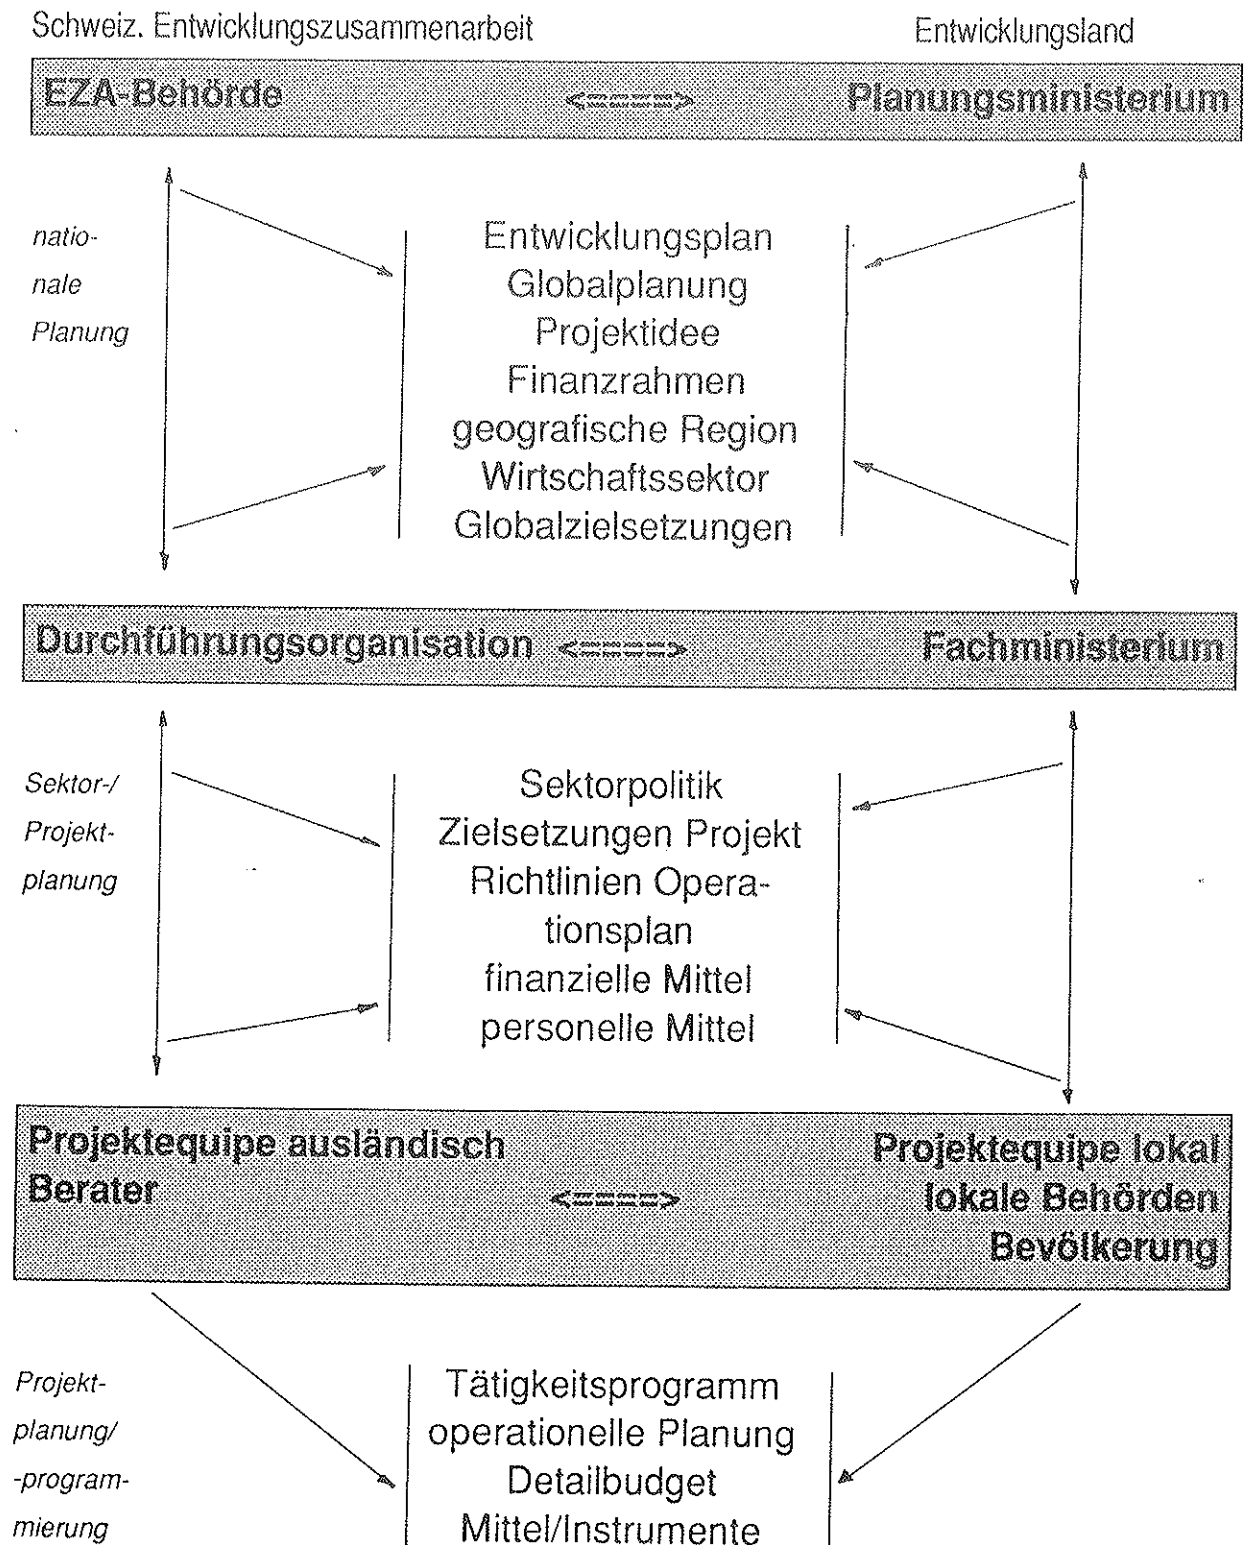 Schweiz. Entwicklungszusammenarbeit Entwicklungsland
EZA-Behörde <====> Planungsministerium
natio-
nale
Planung
Entwicklungsplan
Globalplanung
Projektidee
Finanzrahmen
geografische Region
Wirtschaftssektor
Globalzielsetzungen
Durchführungsorganisation <====> Fachministerium
Sektor-/
Projekt-
planung
Sektorpolitik
Zielsetzungen Projekt
Richtlinien Opera-
tionsplan
finanzielle Mittel
personelle Mittel
Projektequipe ausländisch
Berater
<====>
Projektequipe lokal
lokale Behörden
Bevölkerung
Projekt-
planung/
-program-
mierung
Tätigkeitsprogramm
operationelle Planung
Detailbudget
Mittel/Instrumente